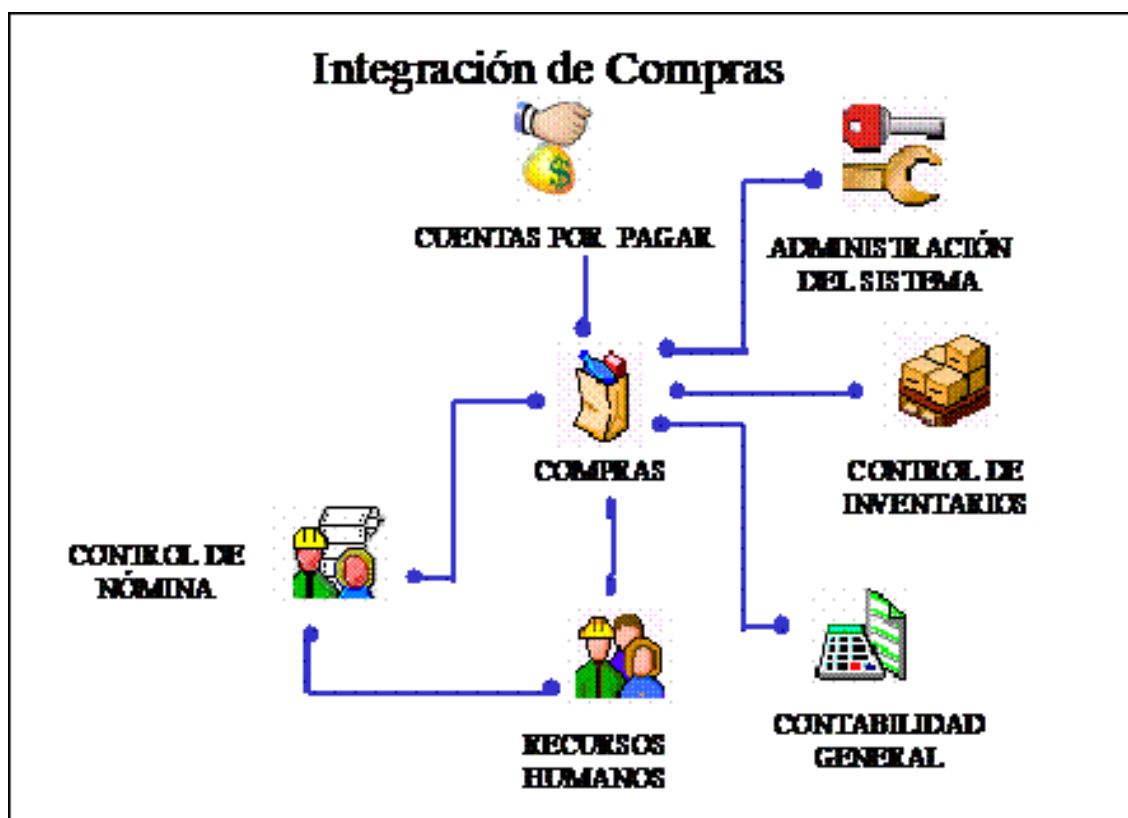 Integración de Compras
CUENTAS POR PAGAR
ADMINISTRACIÓN
DEL SISTEMA
COMPRAS
CONTROL DE
INVENTARIOS
CONTROL DE
NÓMINA
RECURSOS
HUMANOS
CONTABILIDAD
GENERAL